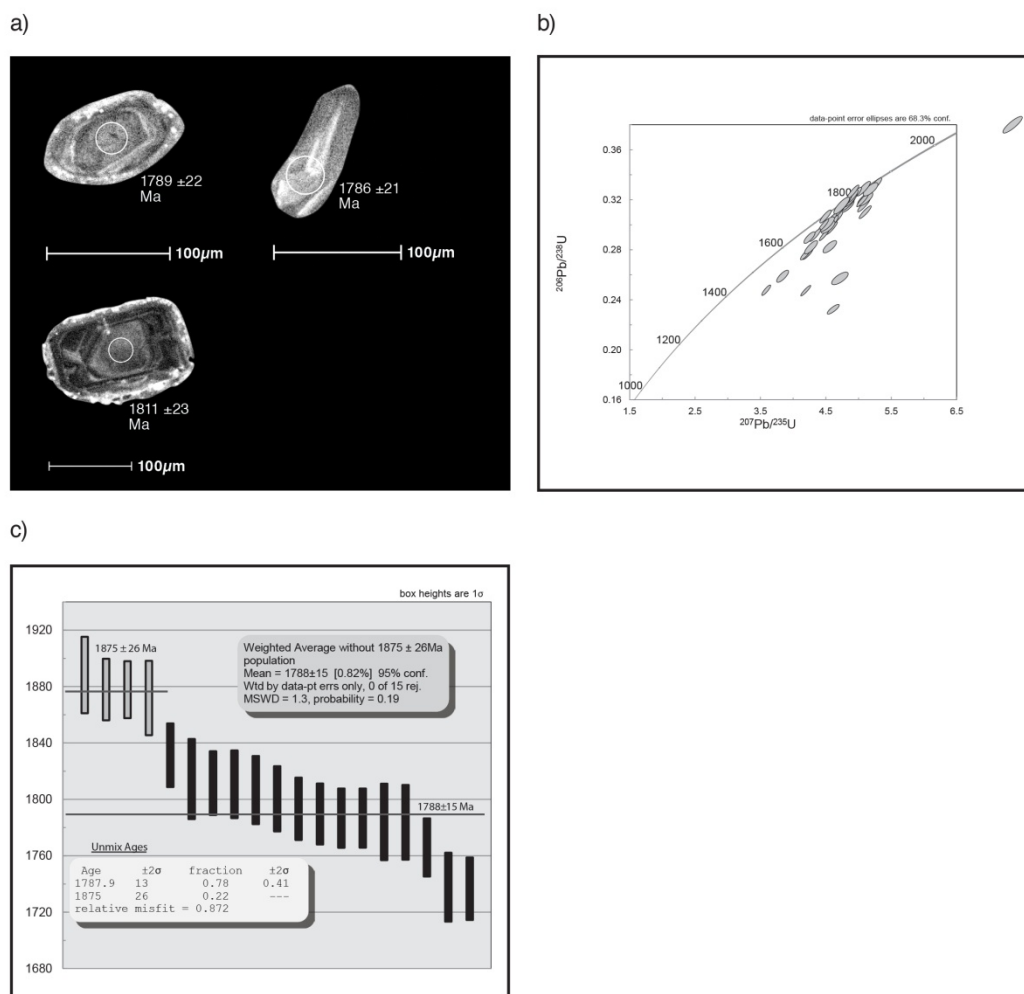 a)
1789 ±22
Ma
1786 ±21
Ma
100µm
100µm
1811 ±23
Ma
100µm
b)
data-point error ellipses are 68.3% conf.
0.36
0.32
0.28
0.24
0.20
0.16
206Pb/238U
2000
1800
1600
1400
1200
1000
1.5 2.5 3.5 4.5 5.5 6.5
207Pb/235U
c)
box heights are 1σ
1920
1880
1840
1800
1760
1720
1680
1875 ± 26 Ma
Weighted Average without 1875 ± 26Ma
population
Mean = 1788±15 [0.82%] 95% conf.
Wtd by data-pt errs only, 0 of 15 rej.
MSWD = 1.3, probability = 0.19
1788±15 Ma
Unmix Ages
Age ±2σ fraction ±2σ
1787.9 13 0.78 0.41
1875 26 0.22 ---
relative misfit = 0.872